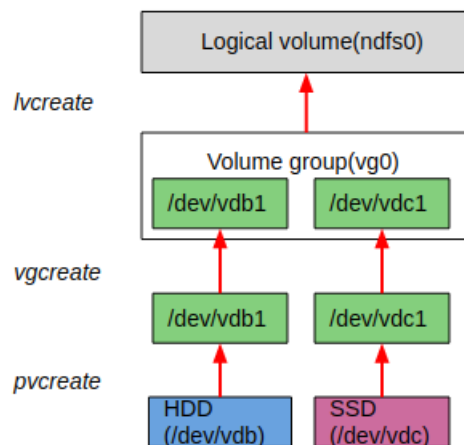 Logical volume(ndfs0)
lvcreate
Volume group(vg0)
/dev/vdb1
/dev/vdc1
vgcreate
/dev/vdb1
/dev/vdc1
pvcreate
HDD
(/dev/vdb)
SSD
(/dev/vdc)